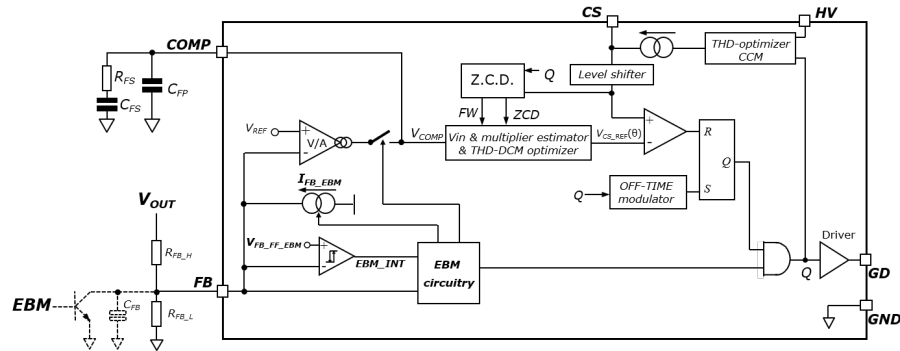 CS
HV
COMP
THD-optimizer
CCM
R_FS
C_FP
Level shifter
Z.C.D.
Q
C_FS
FW
ZCD
V_REF
+
V/A
-
V_COMP
Vin & multiplier estimator
& THD-DCM optimizer
V_CS_REF(θ)
+
-
R
Q
S
I_FB_EBM
Q
OFF-TIME
modulator
V_OUT
R_FB_H
V_FB_FF_EBM
+
-
EBM_INT
EBM
circuitry
Driver
Q
GD
FB
EBM
C_FB
R_FB_L
GND